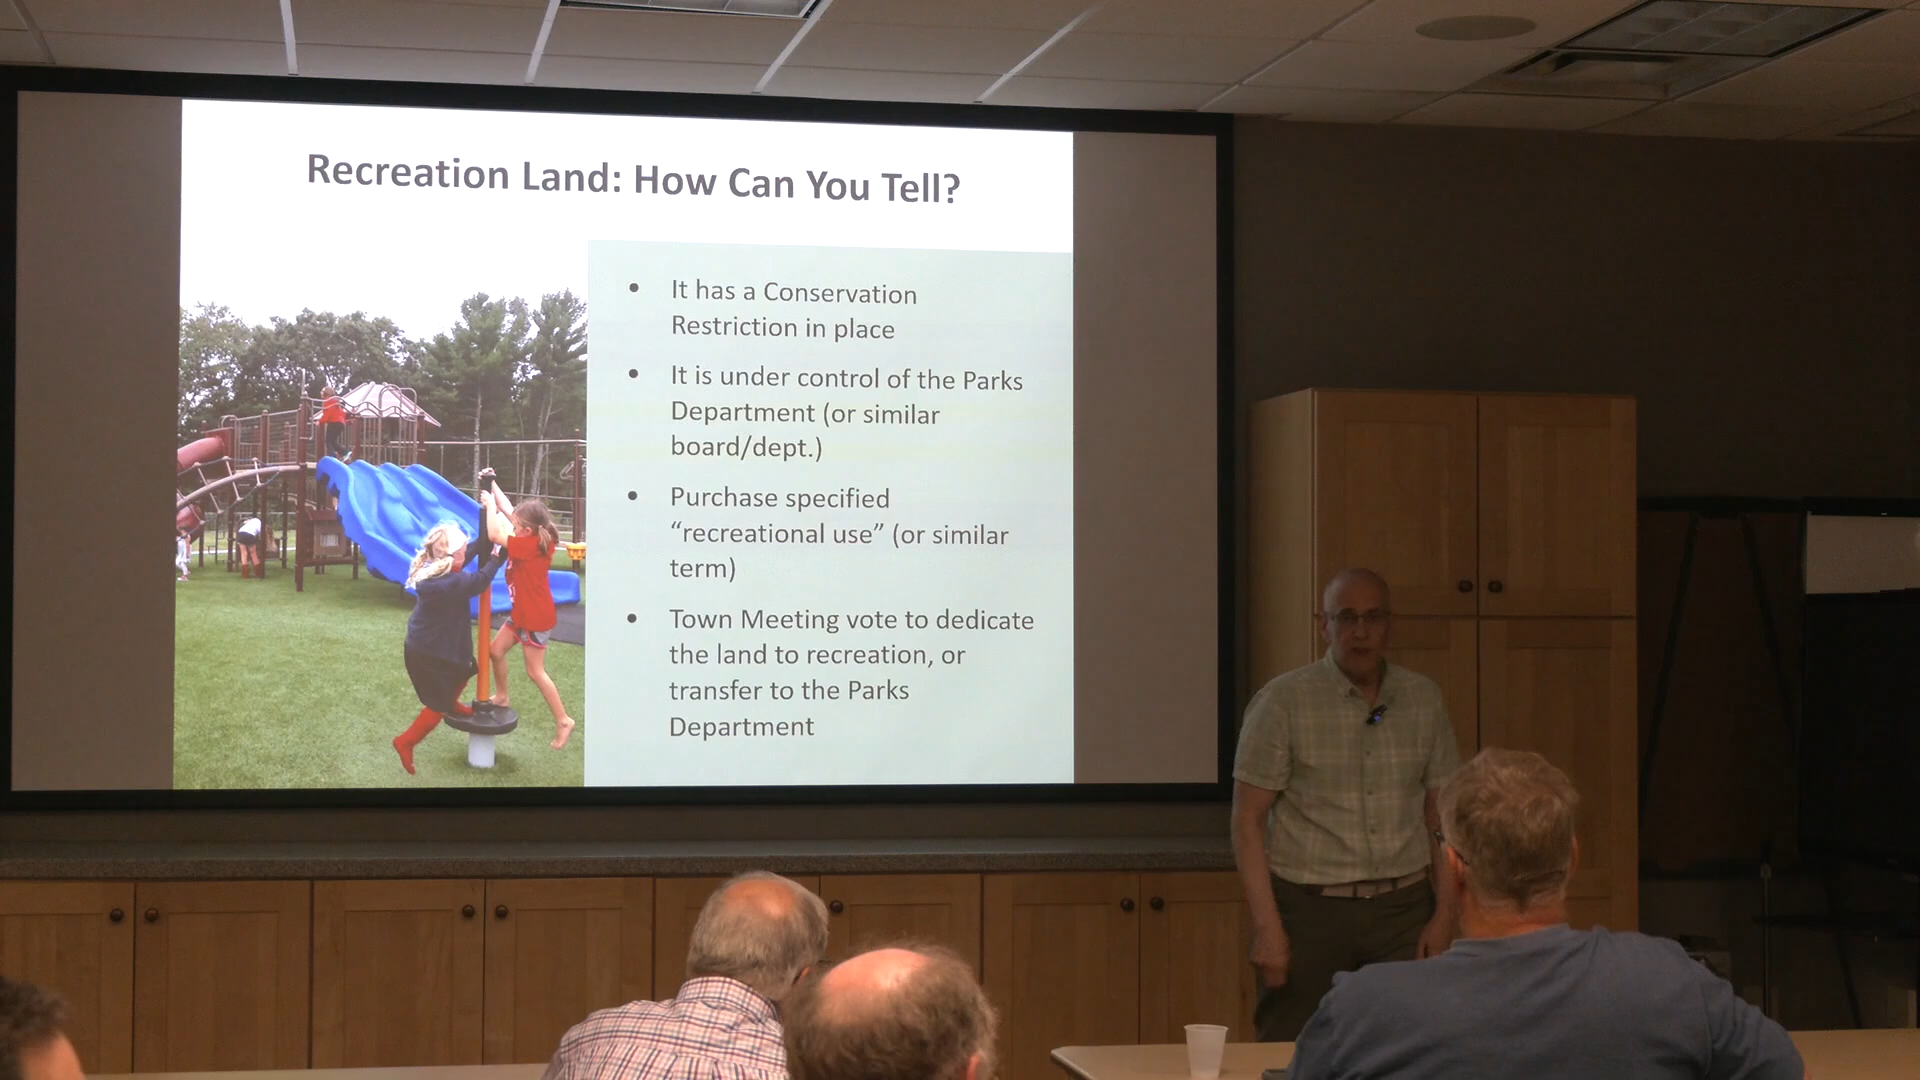 Recreation Land: How Can You Tell?
• It has a Conservation
Restriction in place
• It is under control of the Parks
Department (or similar
board/dept.)
• Purchase specified
“recreational use” (or similar
term)
• Town Meeting vote to dedicate
the land to recreation, or
transfer to the Parks
Department